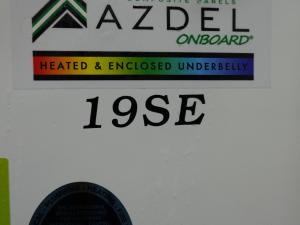 COMPOSITE PANELS
AZDEL
ONBOARD®
HEATED & ENCLOSED UNDERBELLY
19SE